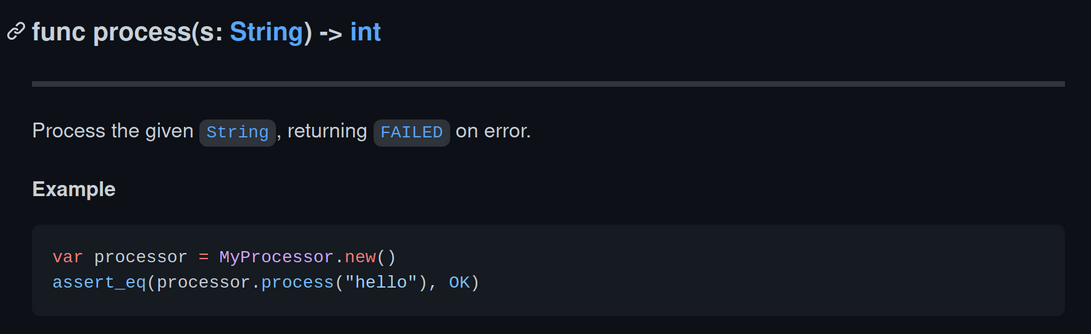 func process(s: String) -> int
Process the given String, returning FAILED on error.
Example
var processor = MyProcessor.new()
assert_eq(processor.process("hello"), OK)